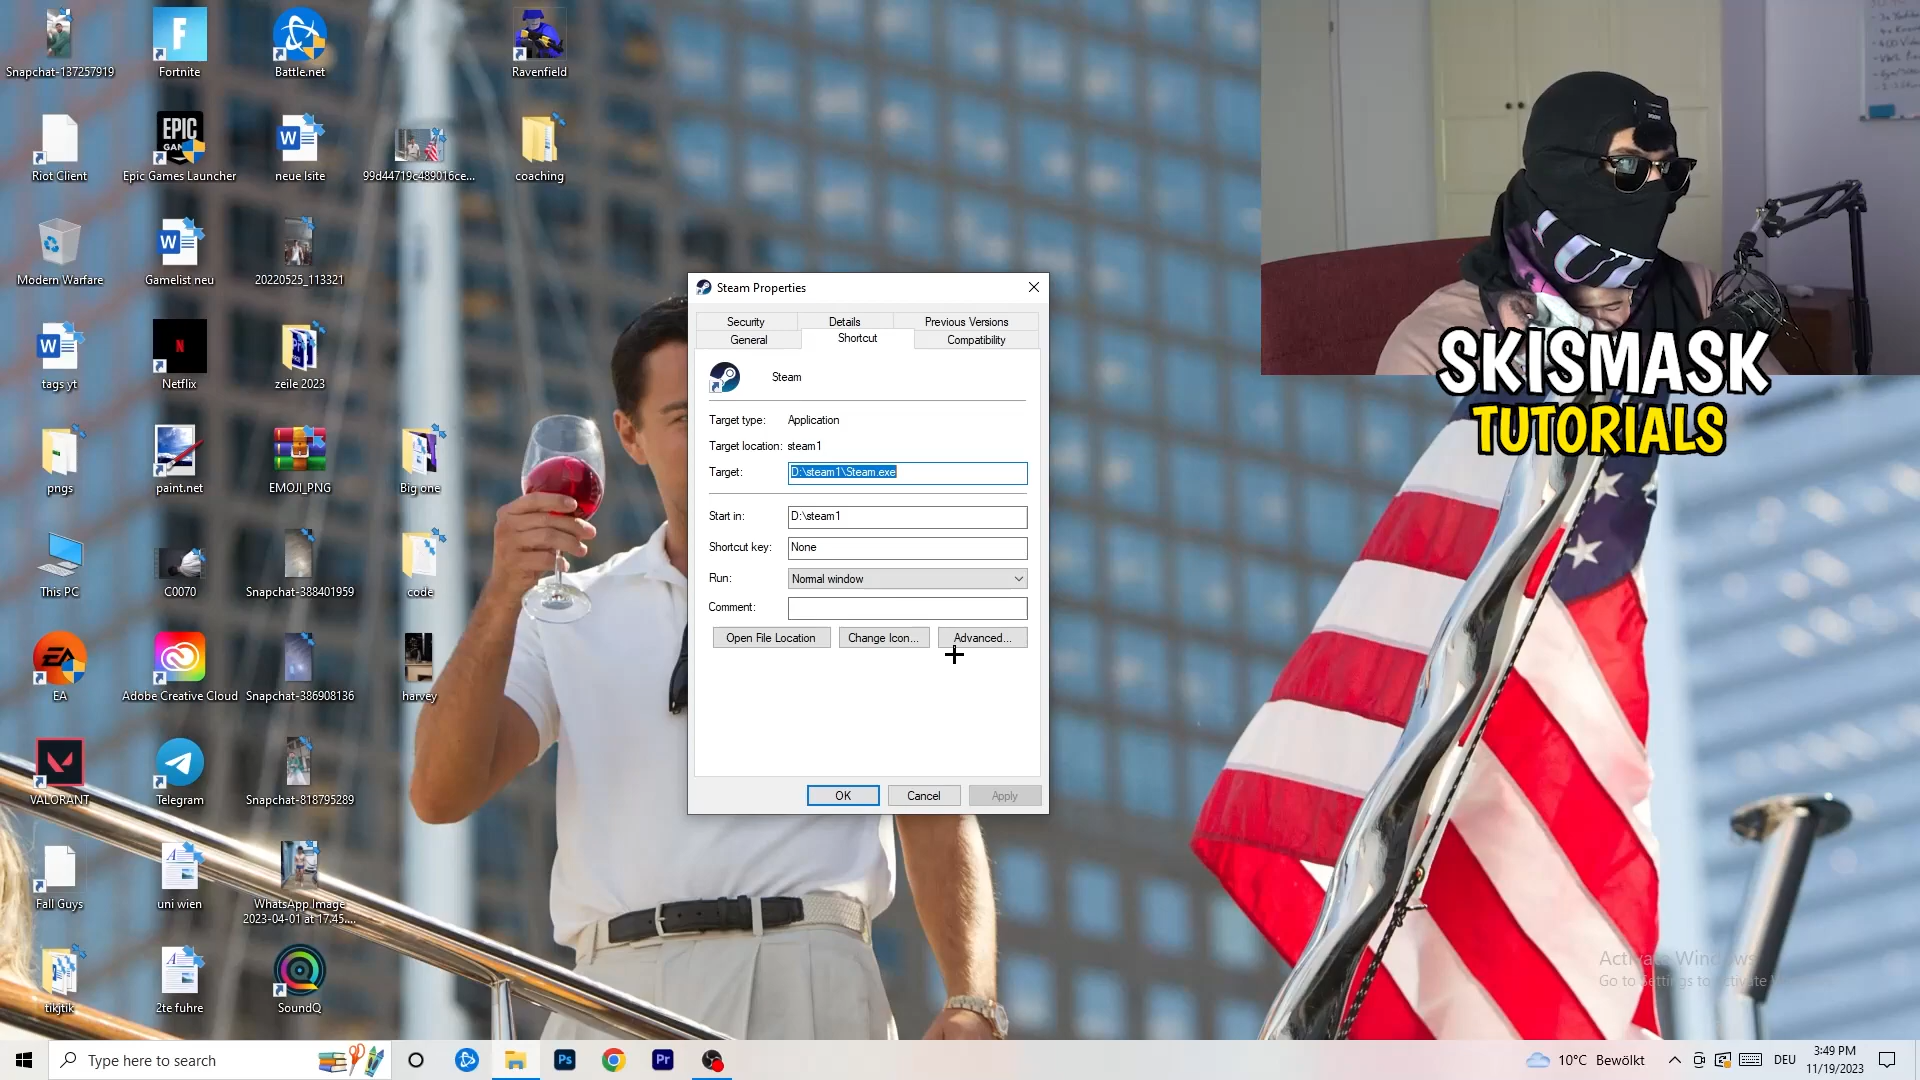 Snapchat-137257919
Fortnite
Battle.net
Ravenfield
EPIC
Riot Client
Epic Games Launcher
neue lsite
99d44719c489016ce...
coaching
Modern Warfare
Gamelist neu
20220525_113321
N
tags yt
Netflix
zeile 2023
pngs
paint.net
EMOJI_PNG
Big one
This PC
C0070
Snapchat-388401959
code
EA
EA
Adobe Creative Cloud
Snapchat-386908136
harvey
VALORANT
Telegram
Snapchat-818795289
Fall Guys
uni wien
WhatsApp Image
2023-04-01 at 17.45....
tikjtik
2te fuhre
SoundQ
Steam Properties
Security
Details
Previous Versions
General
Shortcut
Compatibility
Steam
Target type:
Application
Target location:
steam1
Target:
D:\steam1\Steam.exe
Start in:
D:\steam1
Shortcut key:
None
Run:
Normal window
Comment:
Open File Location
Change Icon...
Advanced...
OK
Cancel
Apply
SKISMASK
TUTORIALS
Type here to search
Ps
Pr
10°C Bewölkt
DEU
3:49 PM
11/19/2023